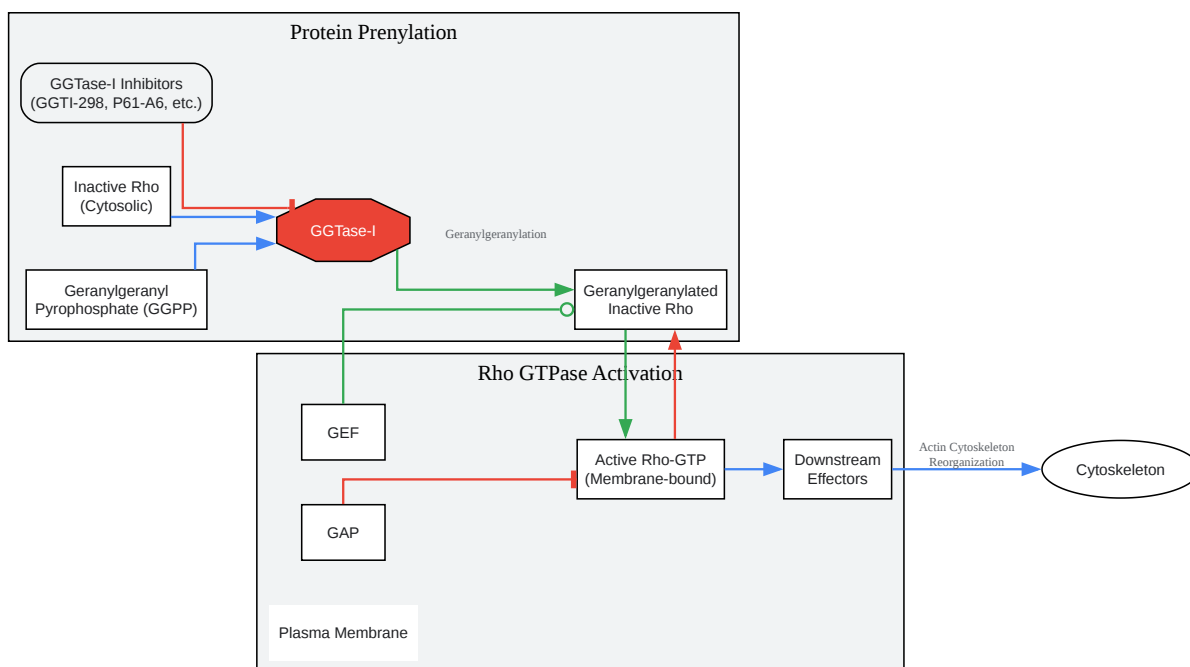 Protein Prenylation
GGTase-I Inhibitors
(GGTI-298, P61-A6, etc.)
Inactive Rho
(Cytosolic)
GGTase-I
Geranylgeranylation
Geranylgeranyl
Pyrophosphate (GGPP)
Geranylgeranylated
Inactive Rho
Rho GTPase Activation
GEF
Active Rho-GTP
(Membrane-bound)
Downstream
Effectors
Actin Cytoskeleton
Reorganization
Cytoskeleton
GAP
Plasma Membrane